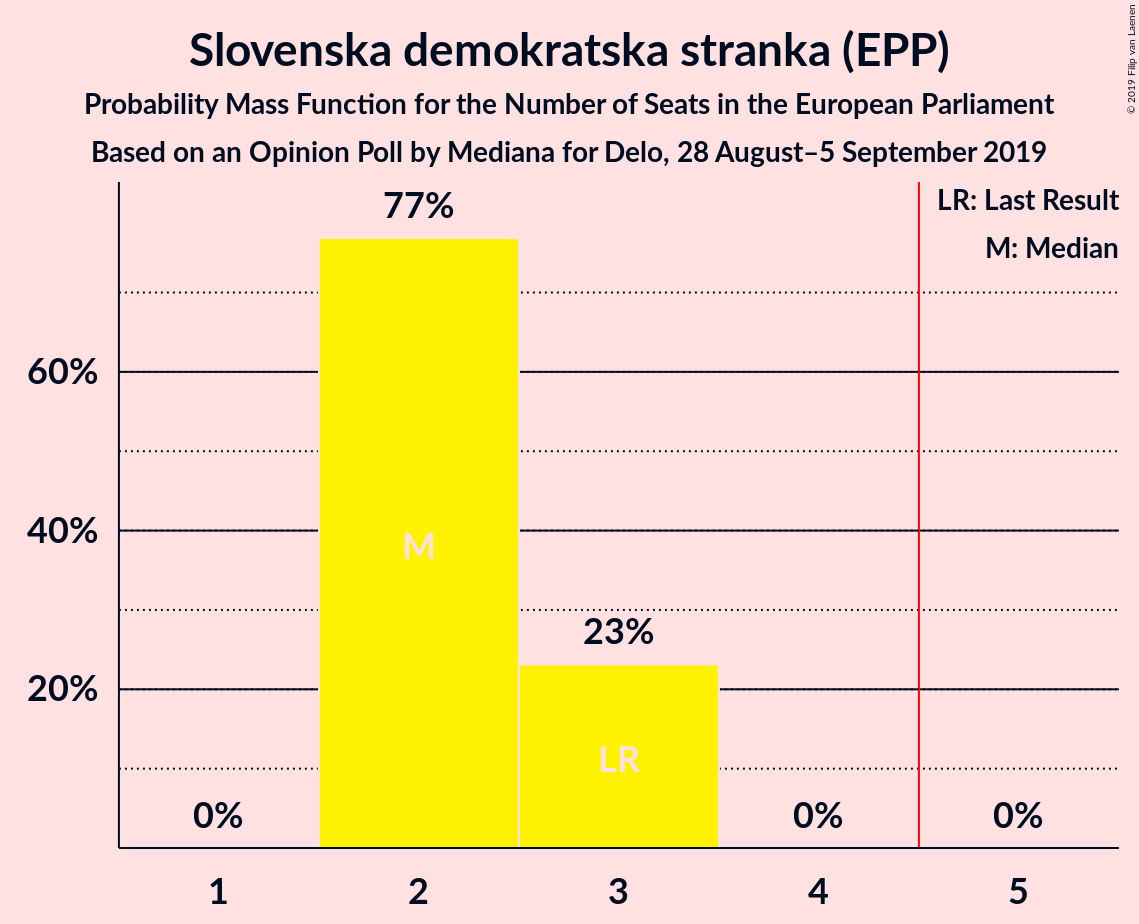 Slovenska demokratska stranka (EPP)
Probability Mass Function for the Number of Seats in the European Parliament
Based on an Opinion Poll by Mediana for Delo, 28 August–5 September 2019
© 2019 Filip van Laenen
LR: Last Result
M: Median
77%
60%
40%
M
23%
20%
LR
0%
0%
0%
1
2
3
4
5